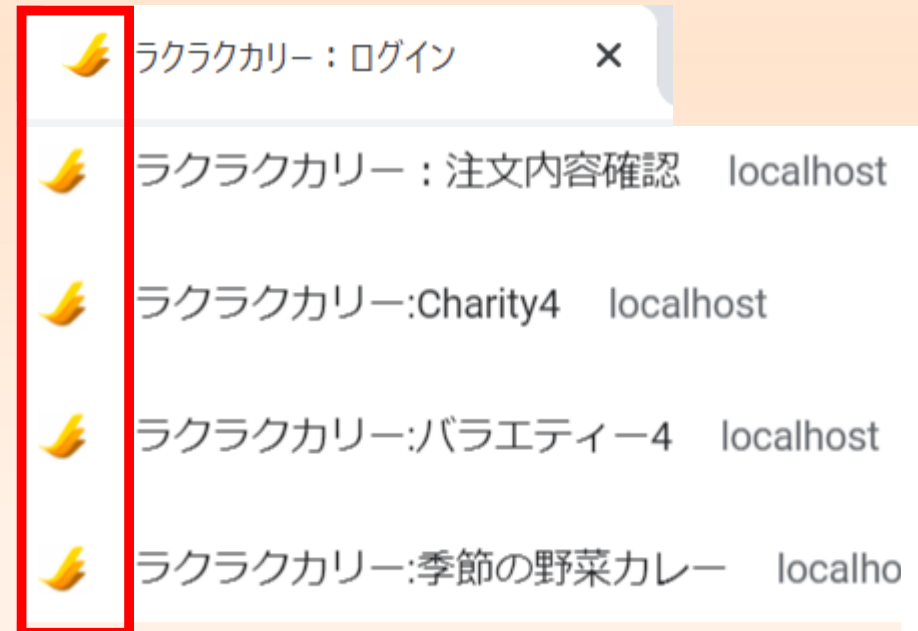 ラクラクカリー：ログイン ×
ラクラクカリー：注文内容確認 localhost
ラクラクカリー:Charity4 localhost
ラクラクカリー:バラエティー4 localhost
ラクラクカリー:季節の野菜カレー localho